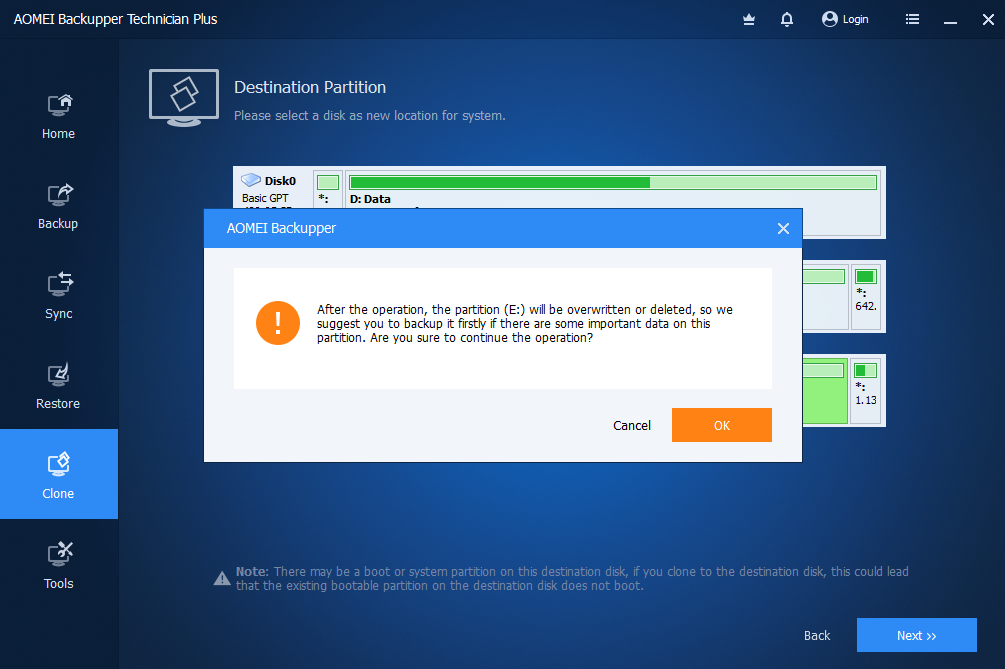 AOMEI Backupper Technician Plus
Login
Home
Backup
Sync
Restore
Clone
Tools
Destination Partition
Please select a disk as new location for system.
Disk0
Basic GPT
*:
D: Data
AOMEI Backupper
After the operation, the partition (E:) will be overwritten or deleted, so we
suggest you to backup it firstly if there are some important data on this
partition. Are you sure to continue the operation?
Cancel
OK
*:
642.
*:
1.13
Note: There may be a boot or system partition on this destination disk, if you clone to the destination disk, this could lead
that the existing bootable partition on the destination disk does not boot.
Back
Next >>